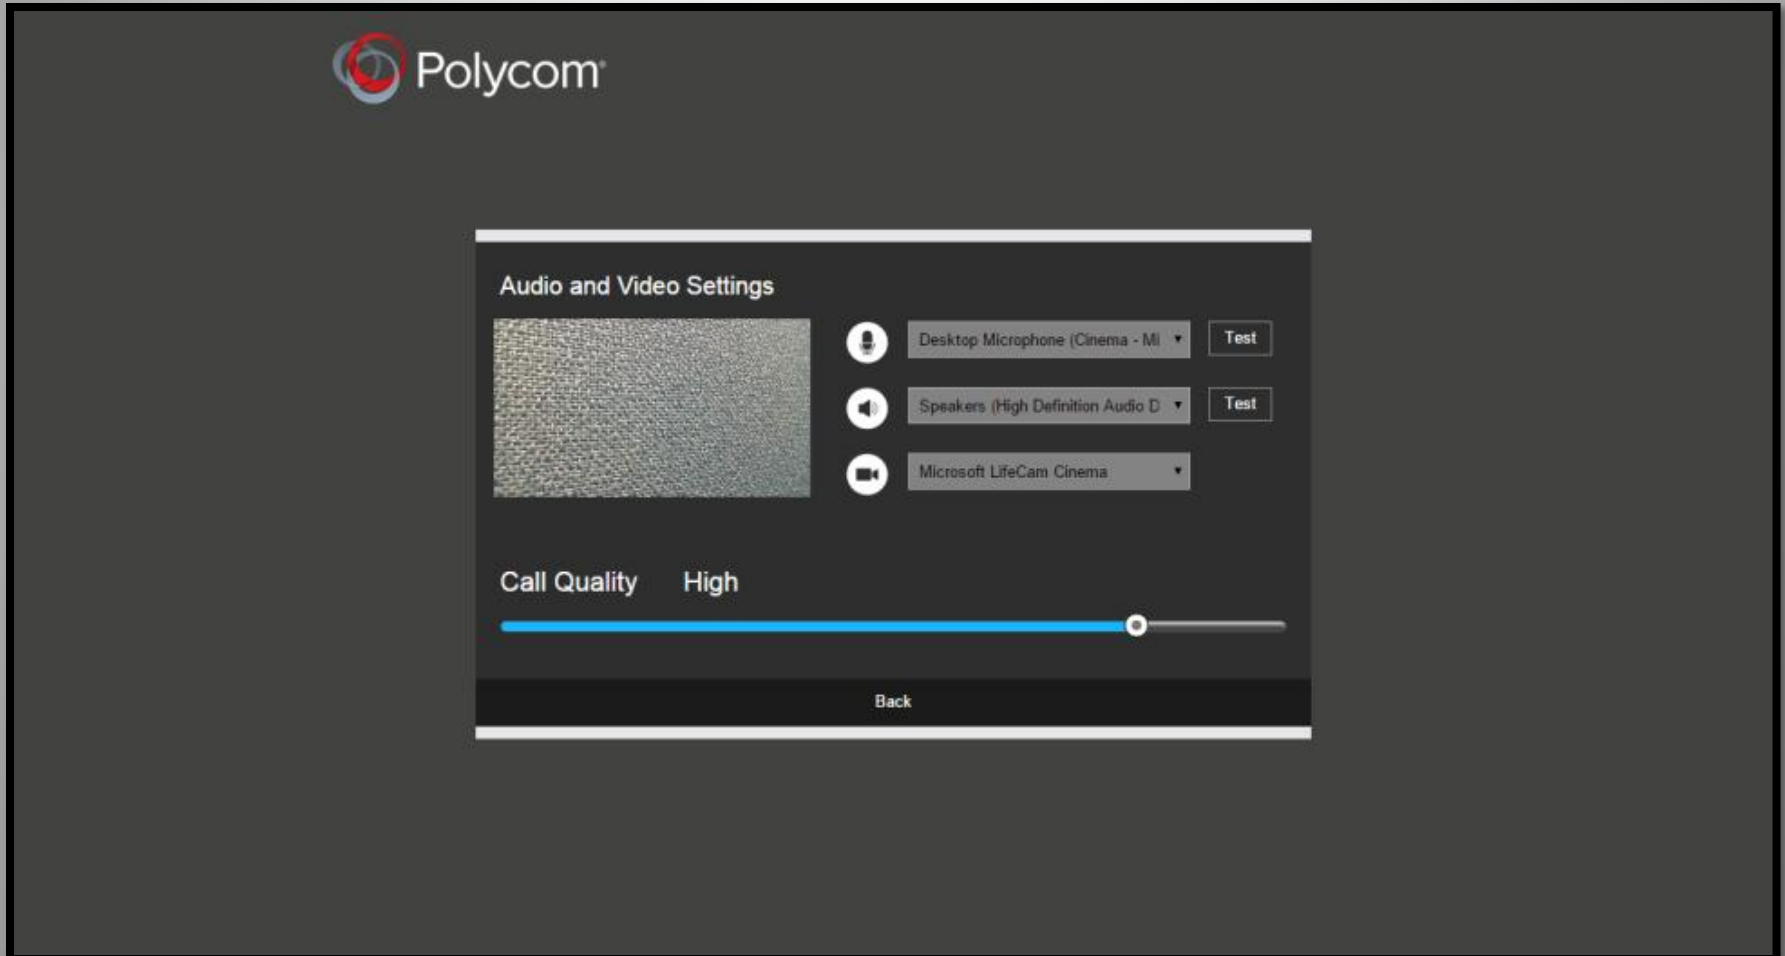 Polycom®
Audio and Video Settings
Desktop Microphone (Cinema - Mi
Test
Speakers (High Definition Audio D
Test
Microsoft LifeCam Cinema
Call Quality High
Back